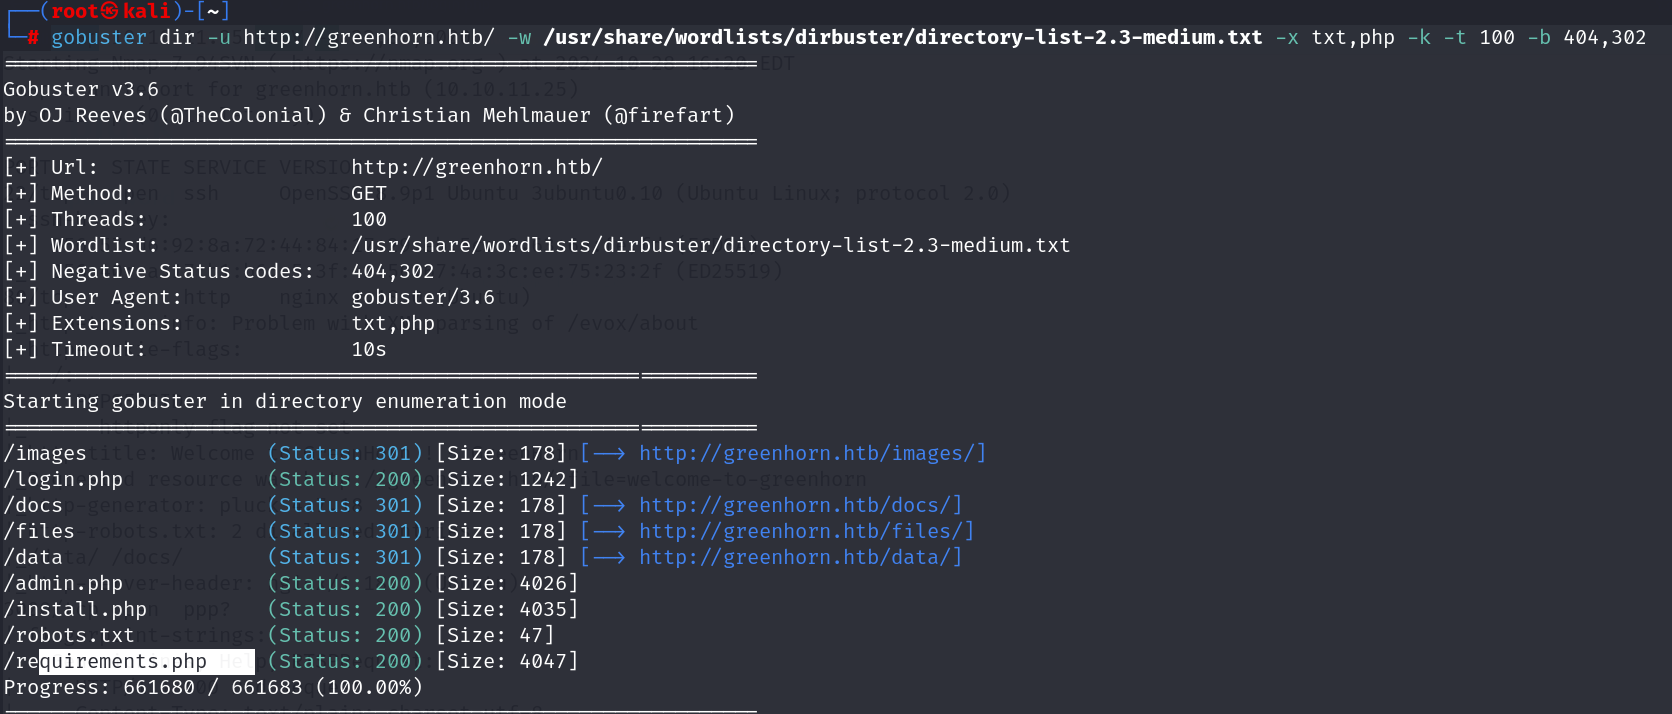 ┌──(root㉿kali)-[~]
└─# gobuster dir -u http://greenhorn.htb/ -w /usr/share/wordlists/dirbuster/directory-list-2.3-medium.txt -x txt,php -k -t 100 -b 404,302
===============================================================
Gobuster v3.6
by OJ Reeves (@TheColonial) & Christian Mehlmauer (@firefart)
===============================================================
[+] Url: http://greenhorn.htb/
[+] Method: GET
[+] Threads: 100
[+] Wordlist: /usr/share/wordlists/dirbuster/directory-list-2.3-medium.txt
[+] Negative Status codes: 404,302
[+] User Agent: gobuster/3.6
[+] Extensions: txt,php
[+] Timeout: 10s
===============================================================
Starting gobuster in directory enumeration mode
===============================================================
/images (Status: 301) [Size: 178] [--> http://greenhorn.htb/images/]
/login.php (Status: 200) [Size: 1242]
/docs (Status: 301) [Size: 178] [--> http://greenhorn.htb/docs/]
/files (Status: 301) [Size: 178] [--> http://greenhorn.htb/files/]
/data (Status: 301) [Size: 178] [--> http://greenhorn.htb/data/]
/admin.php (Status: 200) [Size: 4026]
/install.php (Status: 200) [Size: 4035]
/robots.txt (Status: 200) [Size: 47]
/requirements.php (Status: 200) [Size: 4047]
Progress: 661680 / 661683 (100.00%)
===============================================================